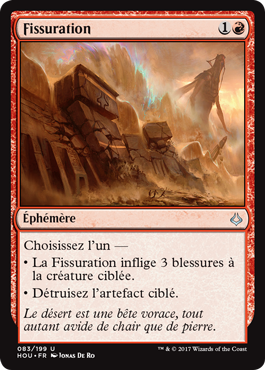 Fissuration 1
Éphémère
Choisissez l'un —
• La Fissuration inflige 3 blessures à
la créature ciblée.
• Détruisez l'artefact ciblé.
Le désert est une bête vorace, tout
autant avide de chair que de pierre.
083/199 U
HOU • FR Jonas De Ro
™ & © 2017 Wizards of the Coast